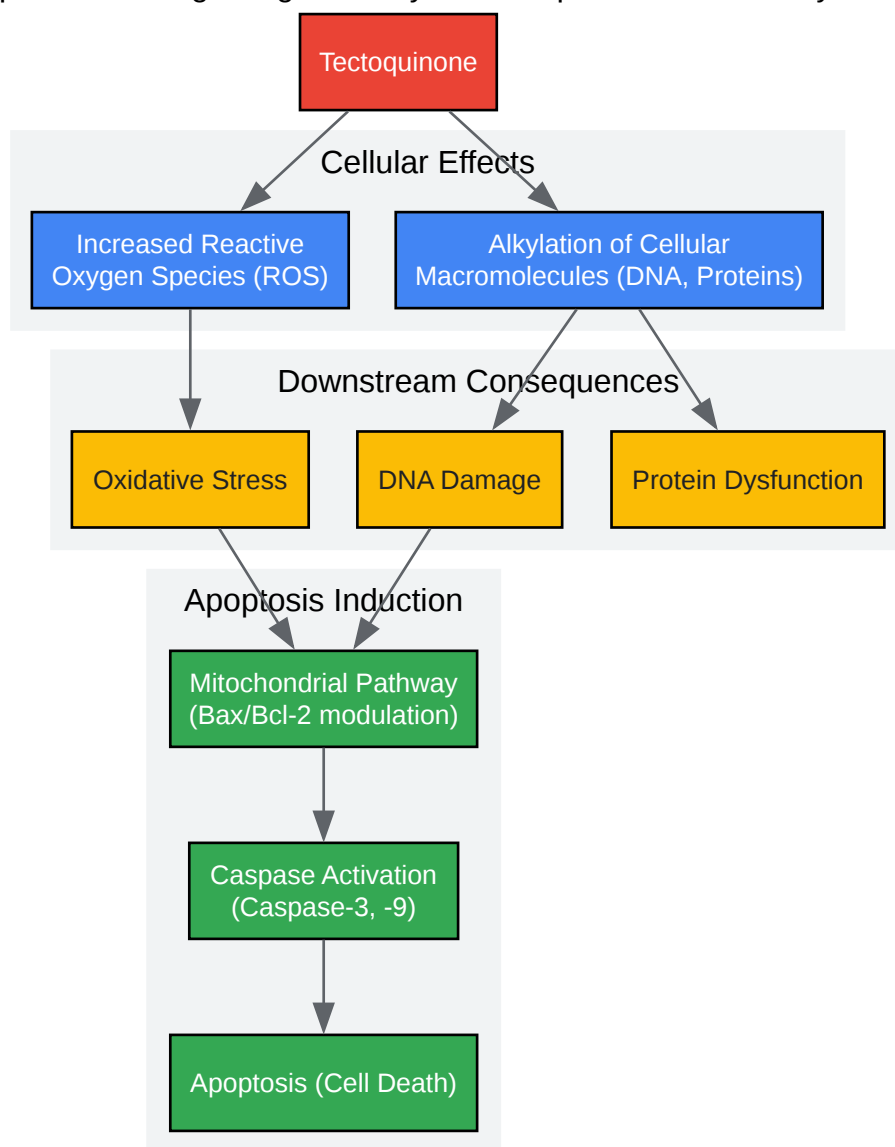 Tectoquinone
Cellular Effects
Increased Reactive
Oxygen Species (ROS)
Alkylation of Cellular
Macromolecules (DNA, Proteins)
Downstream Consequences
Oxidative Stress
DNA Damage
Protein Dysfunction
Apoptosis Induction
Mitochondrial Pathway
(Bax/Bcl-2 modulation)
Caspase Activation
(Caspase-3, -9)
Apoptosis (Cell Death)